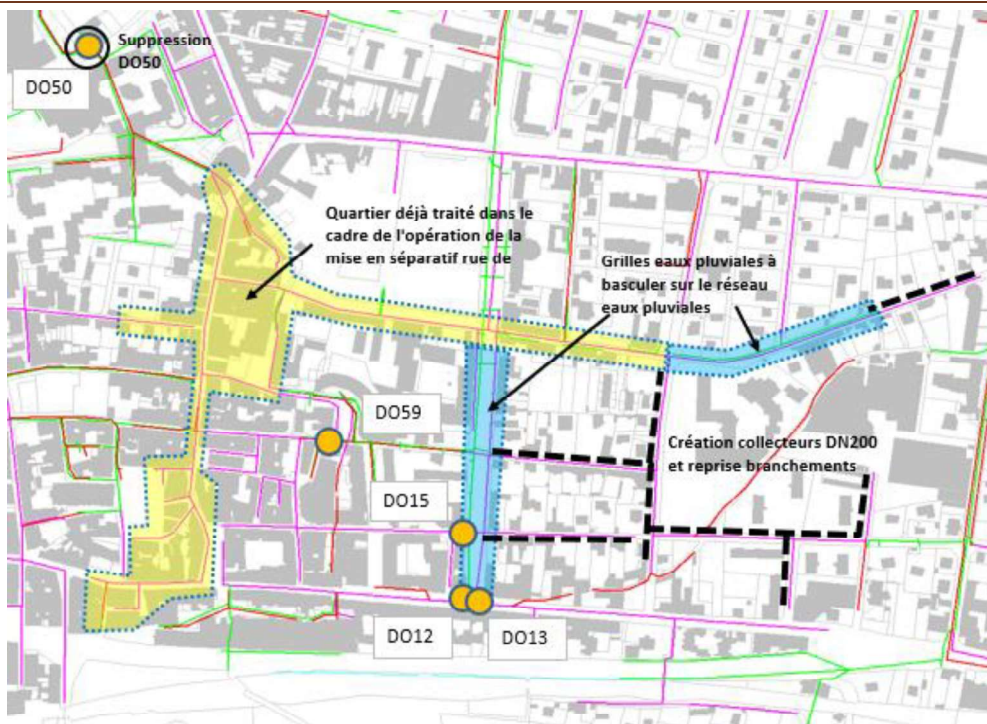 Suppression
DO50
DO50
Quartier déjà traité dans le
cadre de l'opération de la
mise en séparatif rue de
Grilles eaux pluviales à
basculer sur le réseau
eaux pluviales
DO59
Création collecteurs DN200
et reprise branchements
DO15
DO12
DO13